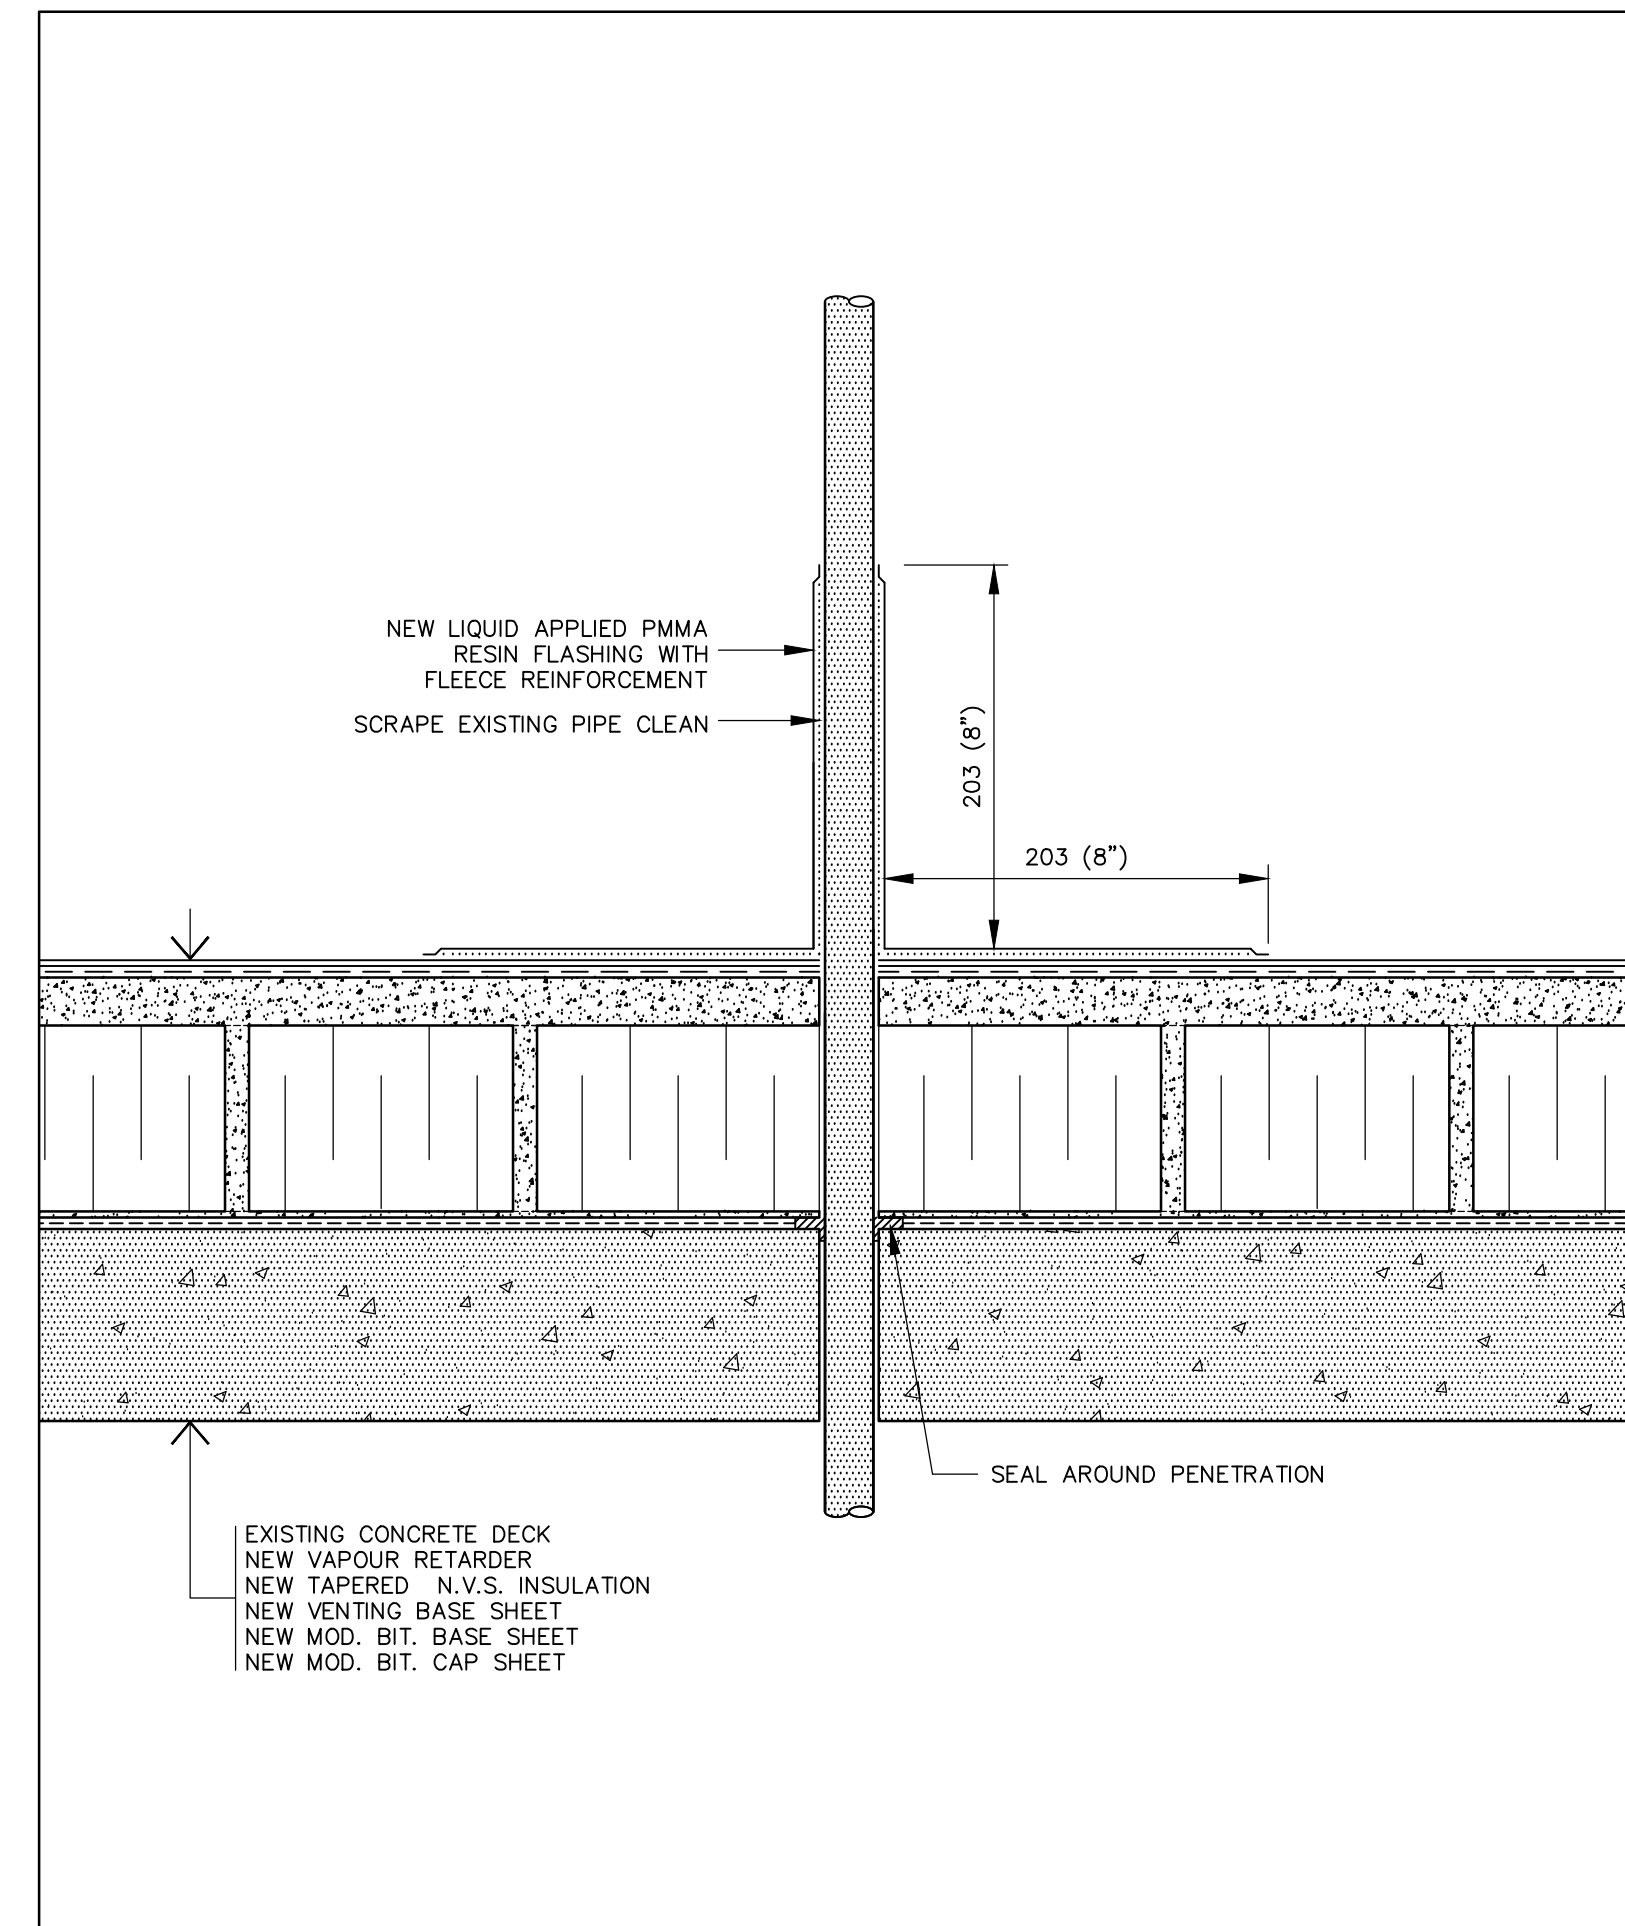 NEW LIQUID APPLIED PMMA
RESIN FLASHING WITH
FLEECE REINFORCEMENT
SCRAPE EXISTING PIPE CLEAN
203 (8")
203 (8")
SEAL AROUND PENETRATION
EXISTING CONCRETE DECK
NEW VAPOUR RETARDER
NEW TAPERED N.V.S. INSULATION
NEW VENTING BASE SHEET
NEW MOD. BIT. BASE SHEET
NEW MOD. BIT. CAP SHEET